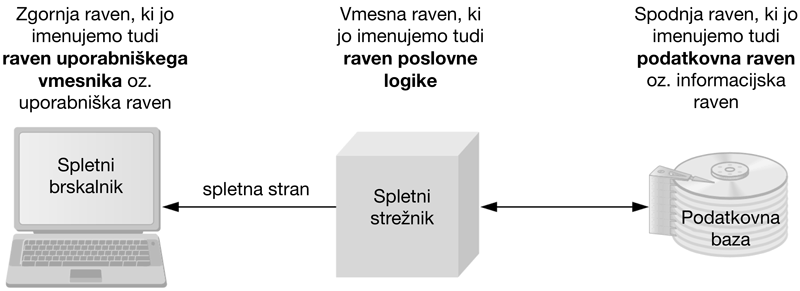 Zgornja raven, ki jo
imenujemo tudi
raven uporabniškega
vmesnika oz.
uporabniška raven
Vmesna raven, ki
jo imenujemo tudi
raven poslovne
logike
Spodnja raven, ki jo
imenujemo tudi
podatkovna raven
oz. informacijska
raven
Spletni
brskalnik
spletna stran
Spletni
strežnik
Podatkovna
baza